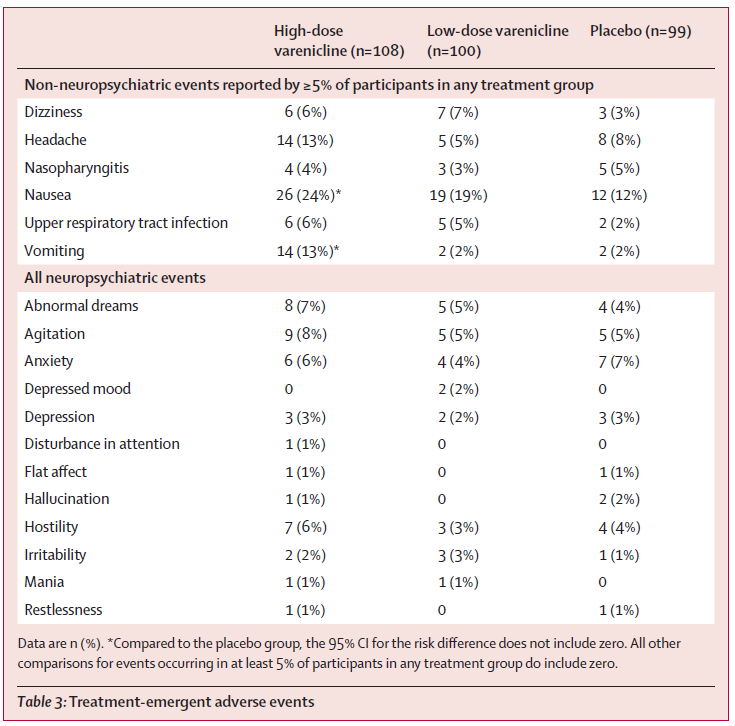 High-dose varenicline (n=108) Low-dose varenicline (n=100) Placebo (n=99)
Non-neuropsychiatric events reported by ≥5% of participants in any treatment group
Dizziness 6 (6%) 7 (7%) 3 (3%)
Headache 14 (13%) 5 (5%) 8 (8%)
Nasopharyngitis 4 (4%) 3 (3%) 5 (5%)
Nausea 26 (24%)* 19 (19%) 12 (12%)
Upper respiratory tract infection 6 (6%) 5 (5%) 2 (2%)
Vomiting 14 (13%)* 2 (2%) 2 (2%)
All neuropsychiatric events
Abnormal dreams 8 (7%) 5 (5%) 4 (4%)
Agitation 9 (8%) 5 (5%) 5 (5%)
Anxiety 6 (6%) 4 (4%) 7 (7%)
Depressed mood 0 2 (2%) 0
Depression 3 (3%) 2 (2%) 3 (3%)
Disturbance in attention 1 (1%) 0 0
Flat affect 1 (1%) 0 1 (1%)
Hallucination 1 (1%) 0 2 (2%)
Hostility 7 (6%) 3 (3%) 4 (4%)
Irritability 2 (2%) 3 (3%) 1 (1%)
Mania 1 (1%) 1 (1%) 0
Restlessness 1 (1%) 0 1 (1%)
Data are n (%). *Compared to the placebo group, the 95% CI for the risk difference does not include zero. All other
comparisons for events occurring in at least 5% of participants in any treatment group do include zero.
Table 3: Treatment-emergent adverse events